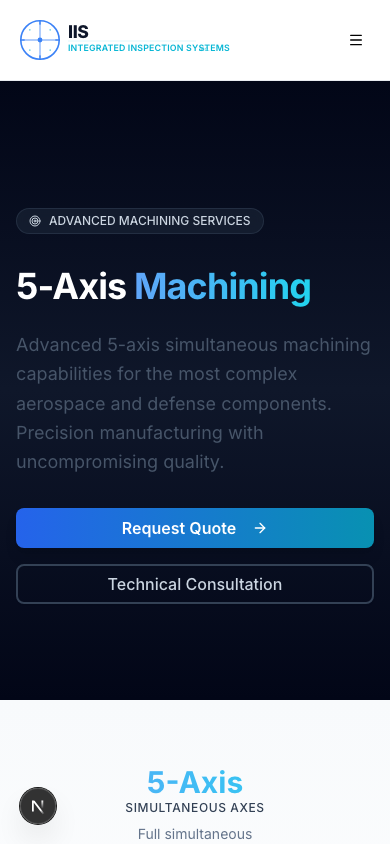 IIS
INTEGRATED INSPECTION SYSTEMS
ADVANCED MACHINING SERVICES
5-Axis Machining
Advanced 5-axis simultaneous machining
capabilities for the most complex
aerospace and defense components.
Precision manufacturing with
uncompromising quality.
Request Quote
Technical Consultation
5-Axis
SIMULTANEOUS AXES
Full simultaneous
N